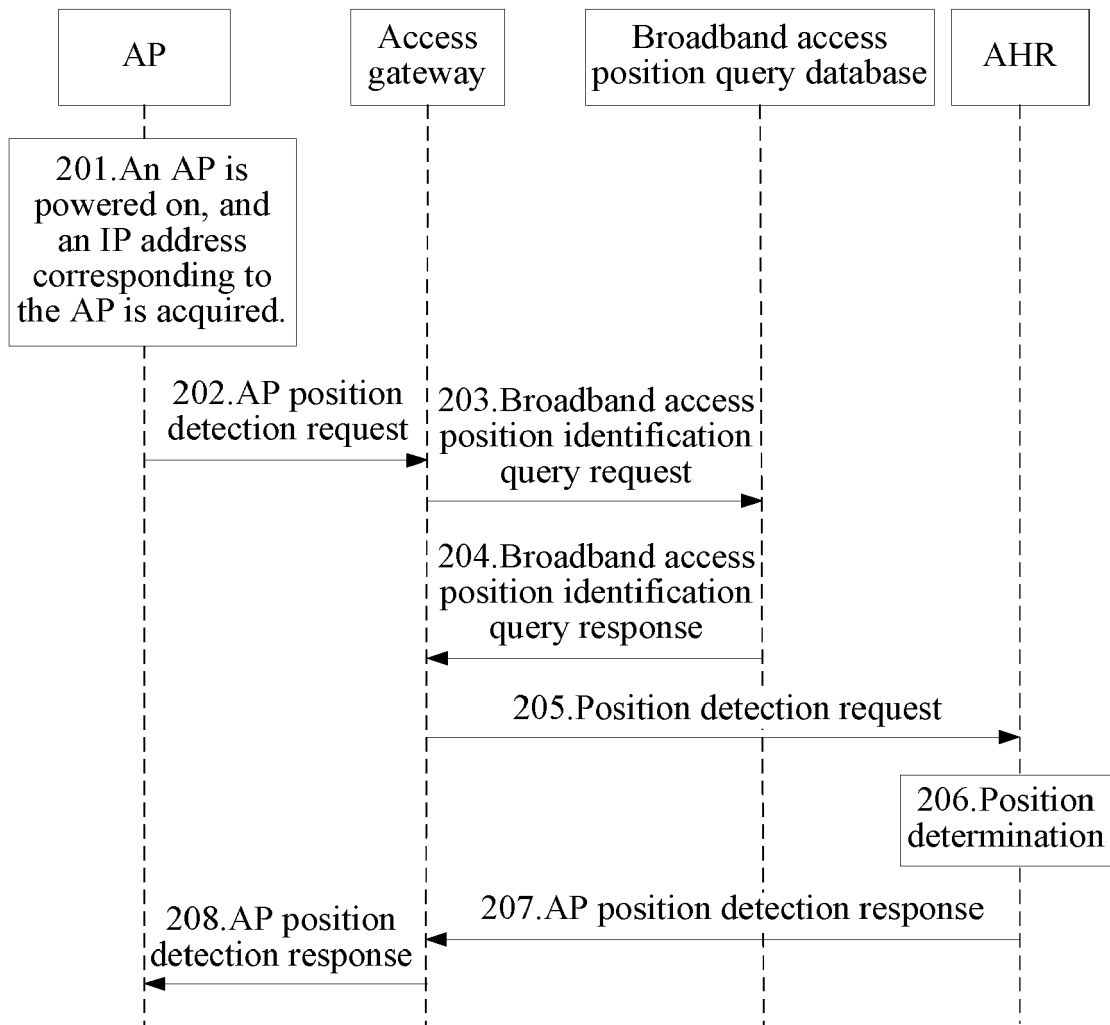 AP
Access
gateway
Broadband access
position query database
AHR
201.An AP is
powered on, and
an IP address
corresponding to
the AP is acquired.
202.AP position
detection request
203.Broadband access
position identification
query request
204.Broadband access
position identification
query response
205.Position detection request
206.Position
determination
207.AP position detection response
208.AP position
detection response